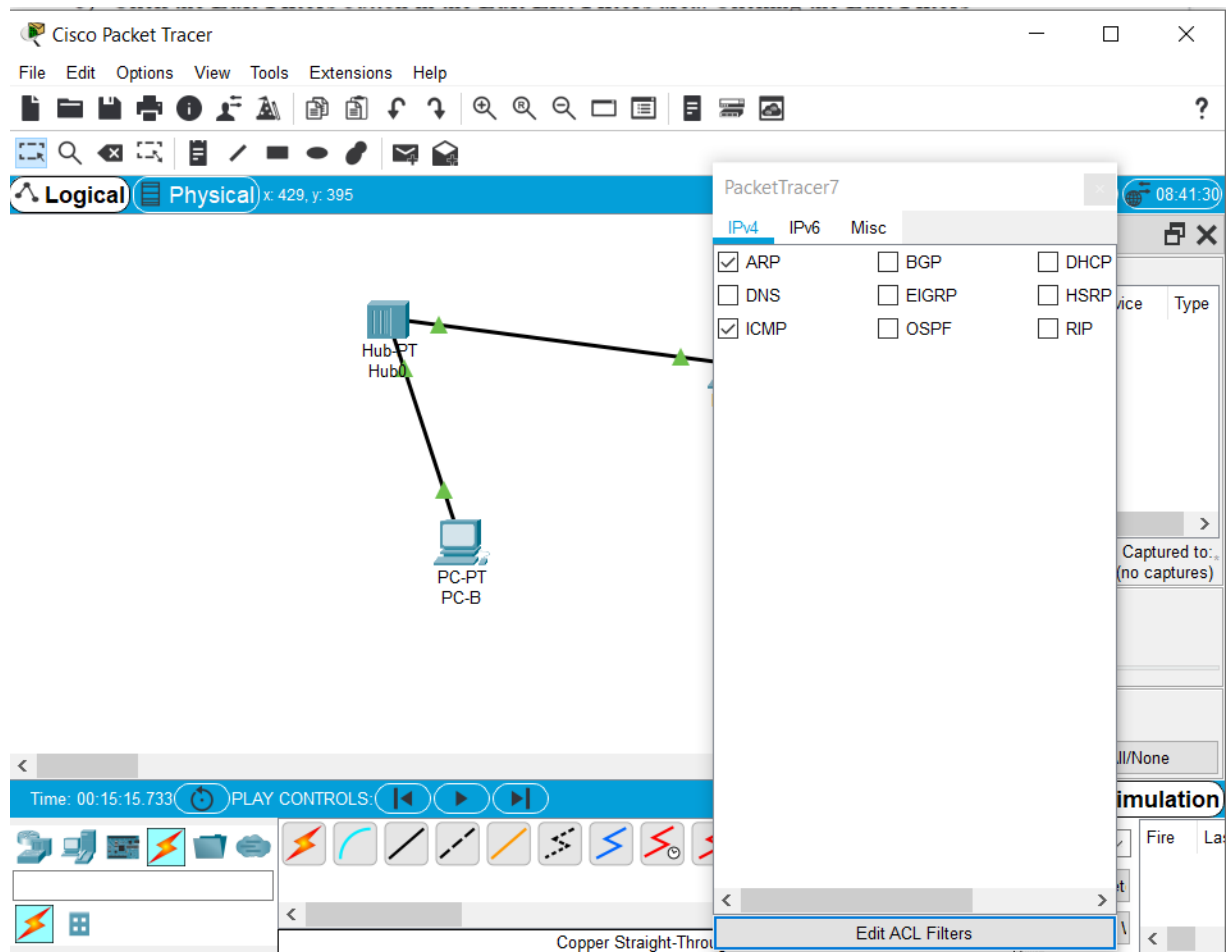 Cisco Packet Tracer
File Edit Options View Tools Extensions Help
?
Logical Physical x: 429, y: 395
08:41:30
PacketTracer7
IPv4 IPv6 Misc
ARP BGP DHCP
DNS EIGRP HSRP
ICMP OSPF RIP
Type
Hub-PT
Hub0
PC-PT
PC-B
Captured to:
(no captures)
Time: 00:15:15.733 PLAY CONTROLS:
Fire
Edit ACL Filters
Copper